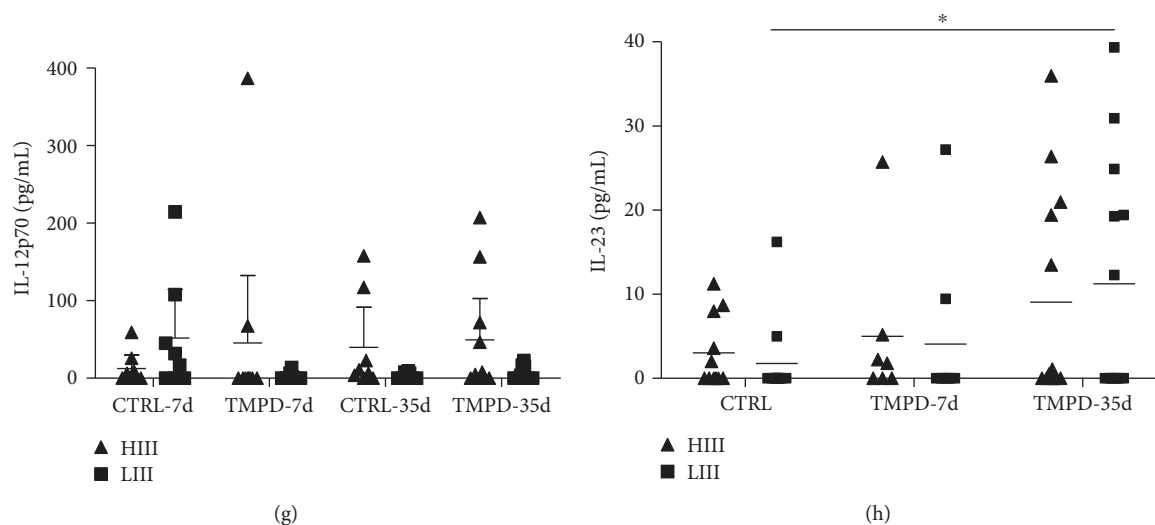 IL-12p70 (pg/mL)
400
300
200
100
0
CTRL-7d TMPD-7d CTRL-35d TMPD-35d
HIII
LIII
(g)
*
IL-23 (pg/mL)
40
30
20
10
0
CTRL TMPD-7d TMPD-35d
HIII
LIII
(h)